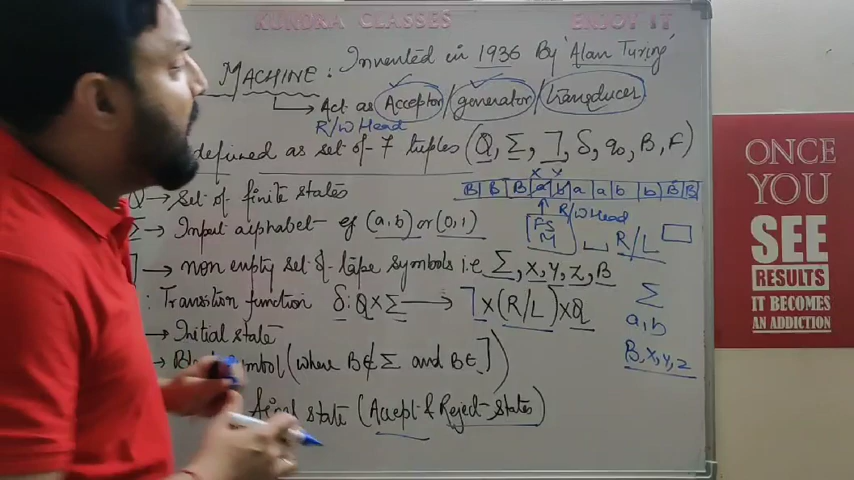 KUNDRA CLASSES ENJOY IT
MACHINE: Invented in 1936 By 'Alan Turing'
Act as Acceptor/generator/transducer
R/W Head
defined as set of 7 tuples (Q, Σ, ⅂, δ, q0, B, F)
X Y
Q → Set of finite states
B B B a b a a b b B B
R/W Head
Σ → Input alphabet eg (a,b) or (0,1)
FS
M
R/L
⅂ → non empty set of tape symbols i.e Σ, X, Y, Z, B
: Transition function δ: Q×Σ → ⅂×(R/L)×Q
Σ
a, b
B, X, Y, Z
→ Initial state
→ symbol (where B∉Σ and B∈⅂)
final state (Accept & Reject States)
ONCE
YOU'VE
SEE
RESULTS
IT BECOMES
AN ADDICTION